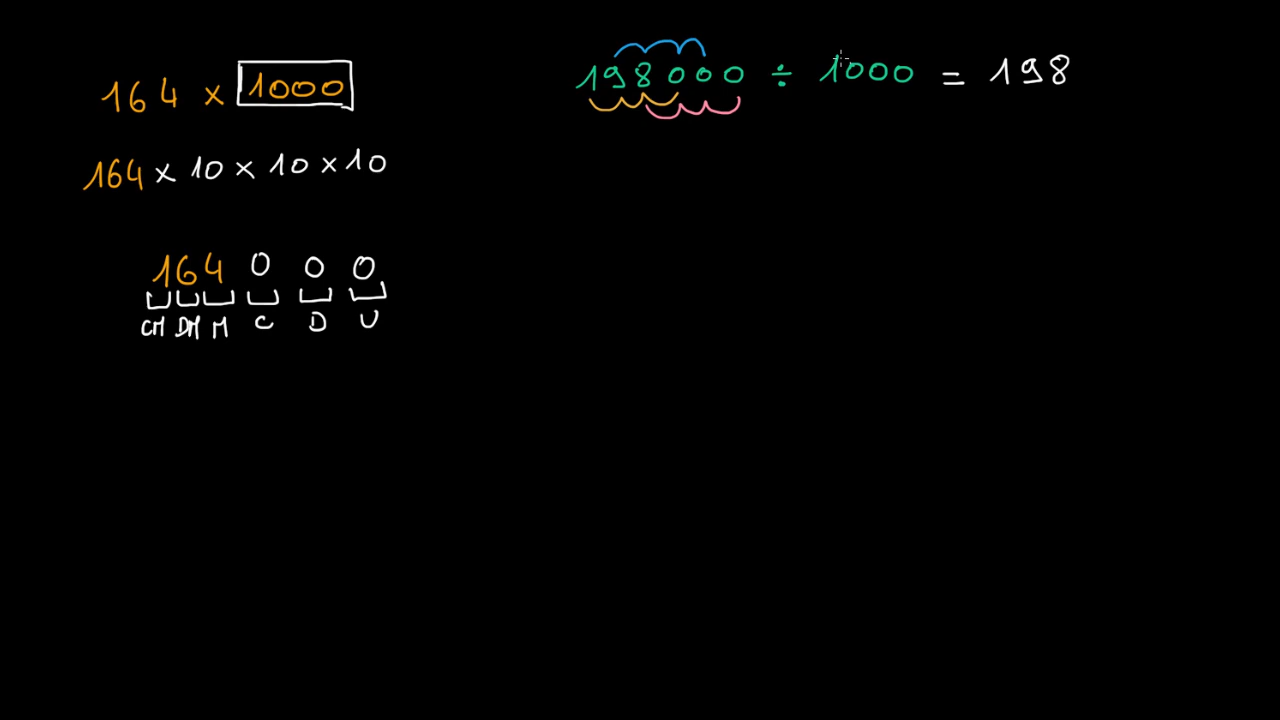 164 × 1000
164 × 10 × 10 × 10
164 0 0 0
CM DM M C D U
198000 ÷ 1000 = 198